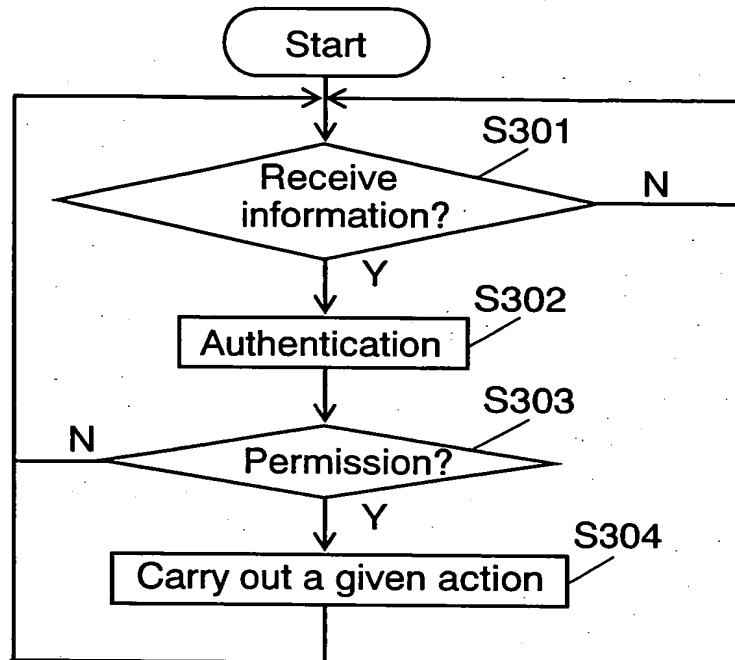 Start
S301
Receive
information?
N
Y
S302
Authentication
S303
N
Permission?
Y
S304
Carry out a given action